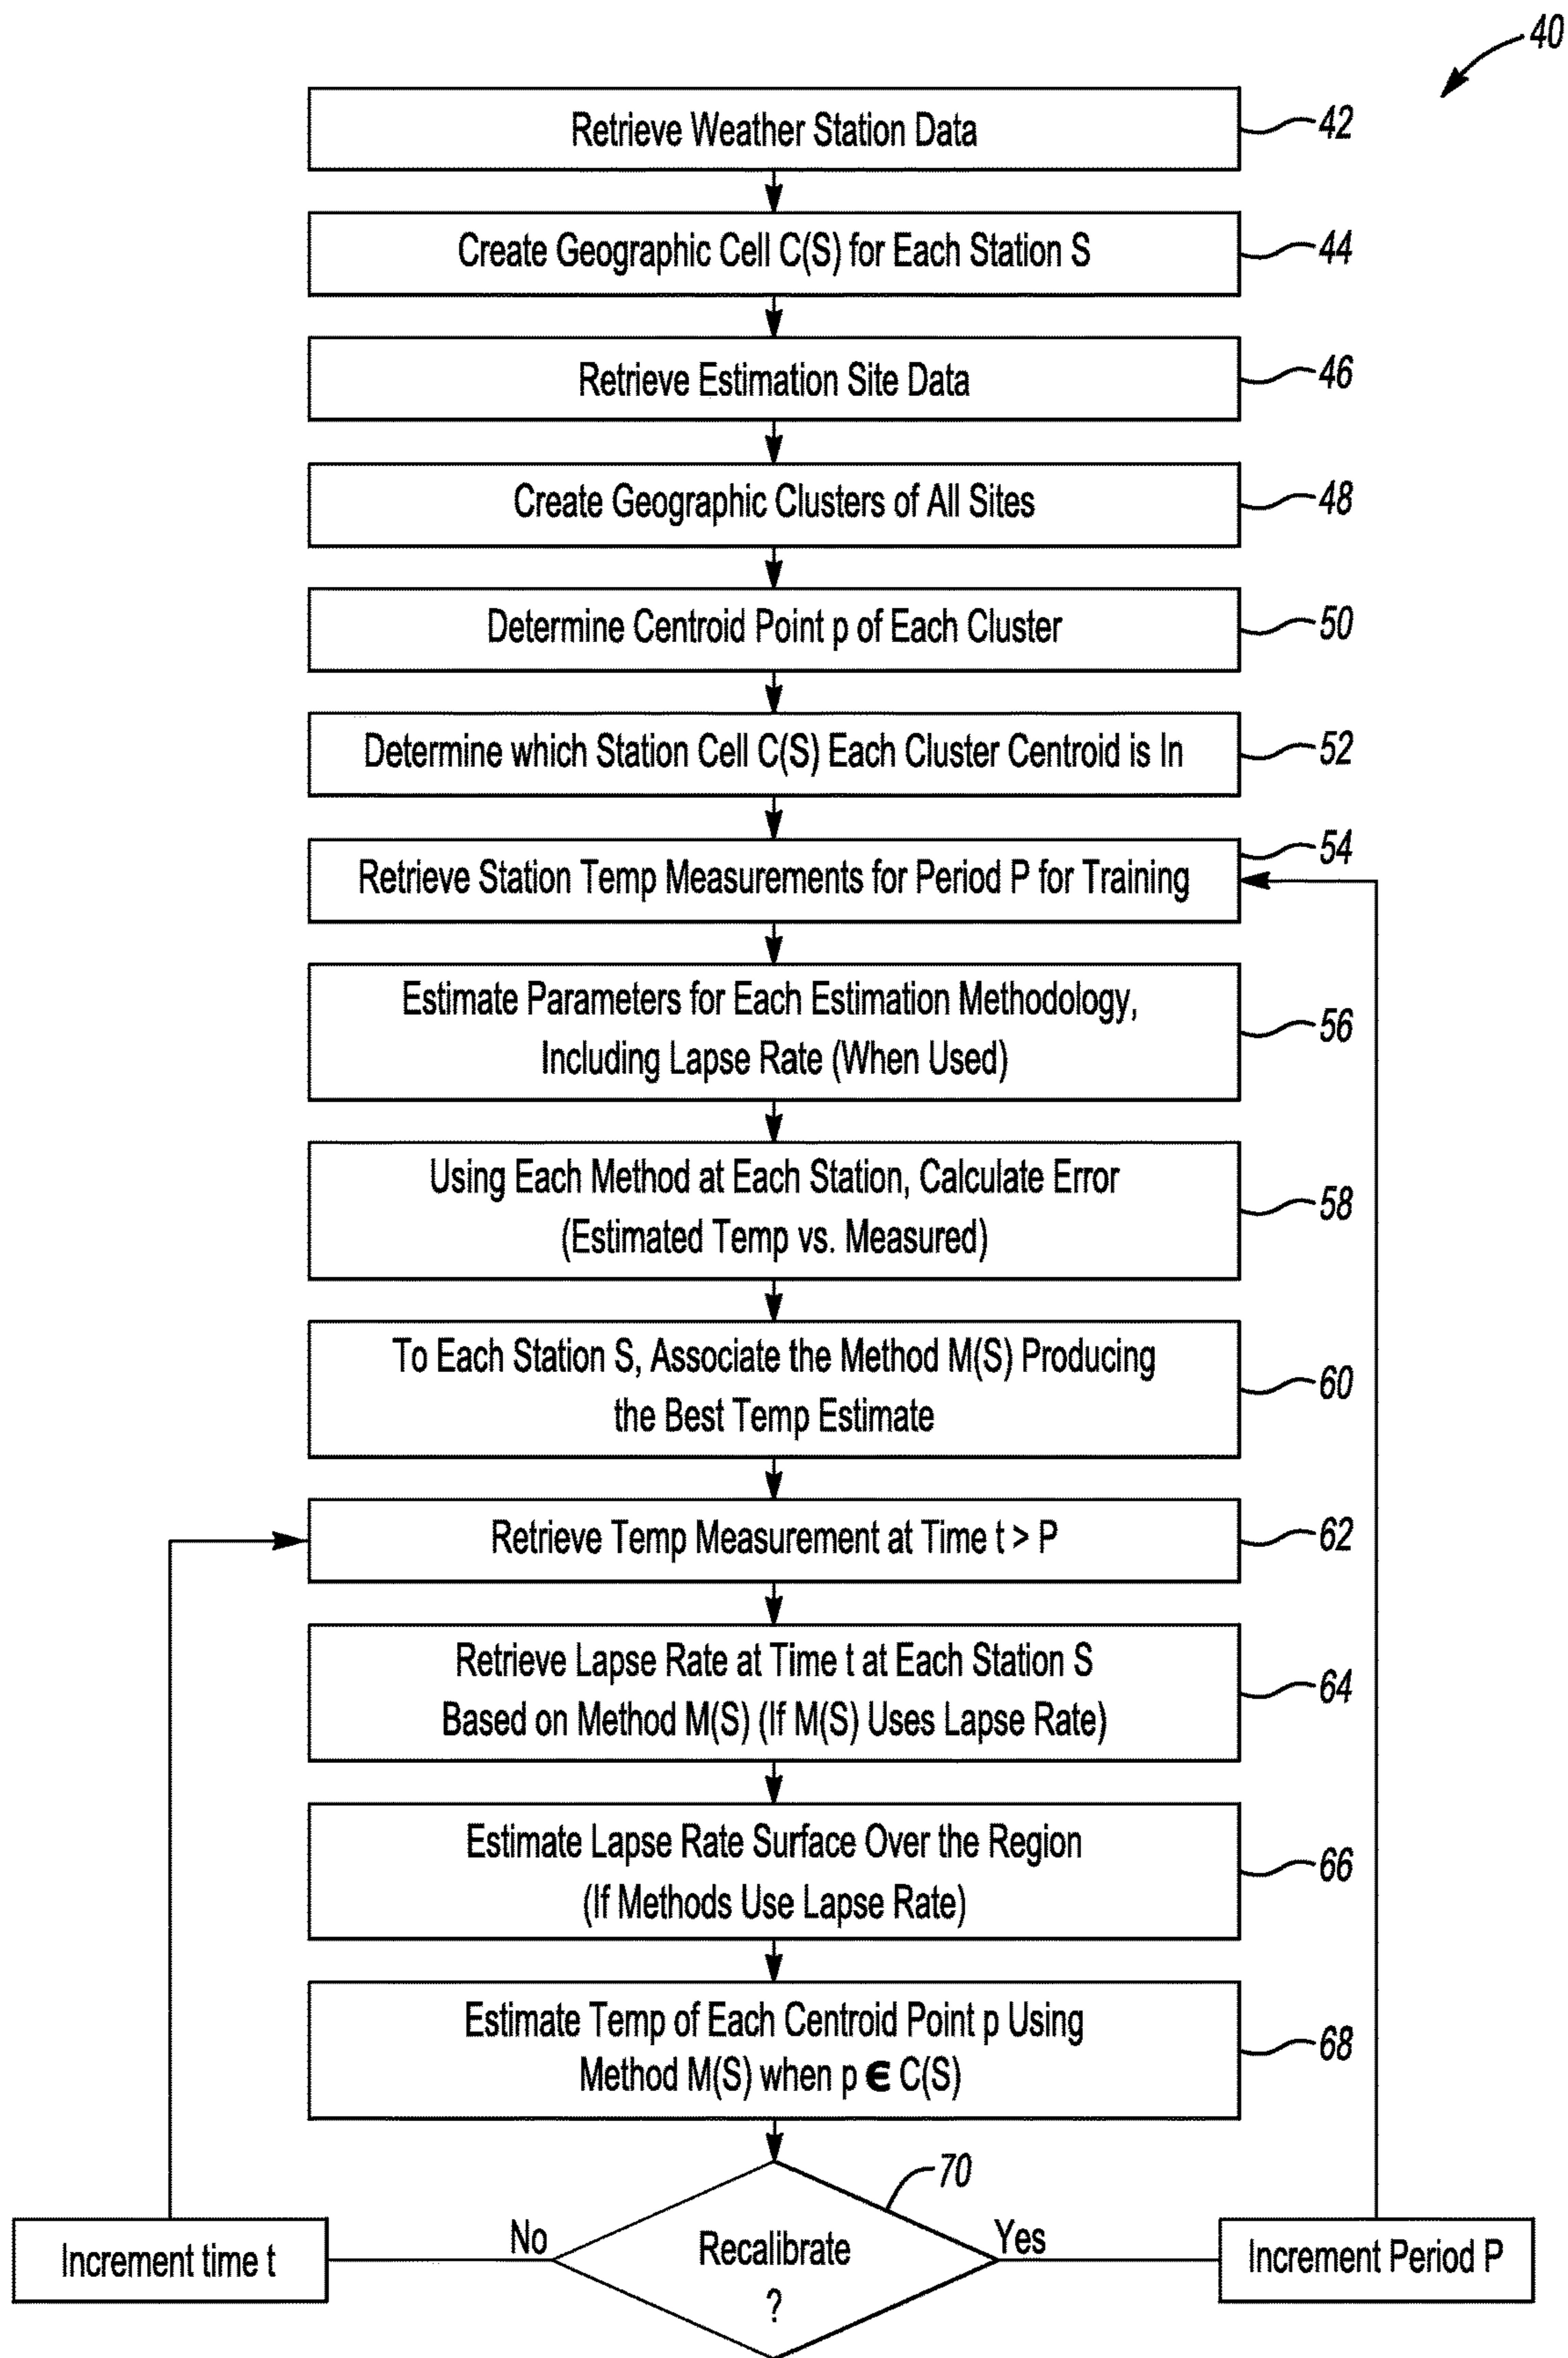 40
Retrieve Weather Station Data
42
Create Geographic Cell C(S) for Each Station S
44
Retrieve Estimation Site Data
46
Create Geographic Clusters of All Sites
48
Determine Centroid Point p of Each Cluster
50
Determine which Station Cell C(S) Each Cluster Centroid is In
52
Retrieve Station Temp Measurements for Period P for Training
54
Estimate Parameters for Each Estimation Methodology,
Including Lapse Rate (When Used)
56
Using Each Method at Each Station, Calculate Error
(Estimated Temp vs. Measured)
58
To Each Station S, Associate the Method M(S) Producing
the Best Temp Estimate
60
Retrieve Temp Measurement at Time t > P
62
Retrieve Lapse Rate at Time t at Each Station S
Based on Method M(S) (If M(S) Uses Lapse Rate)
64
Estimate Lapse Rate Surface Over the Region
(If Methods Use Lapse Rate)
66
Estimate Temp of Each Centroid Point p Using
Method M(S) when p ∈ C(S)
68
70
Recalibrate
?
No
Yes
Increment time t
Increment Period P